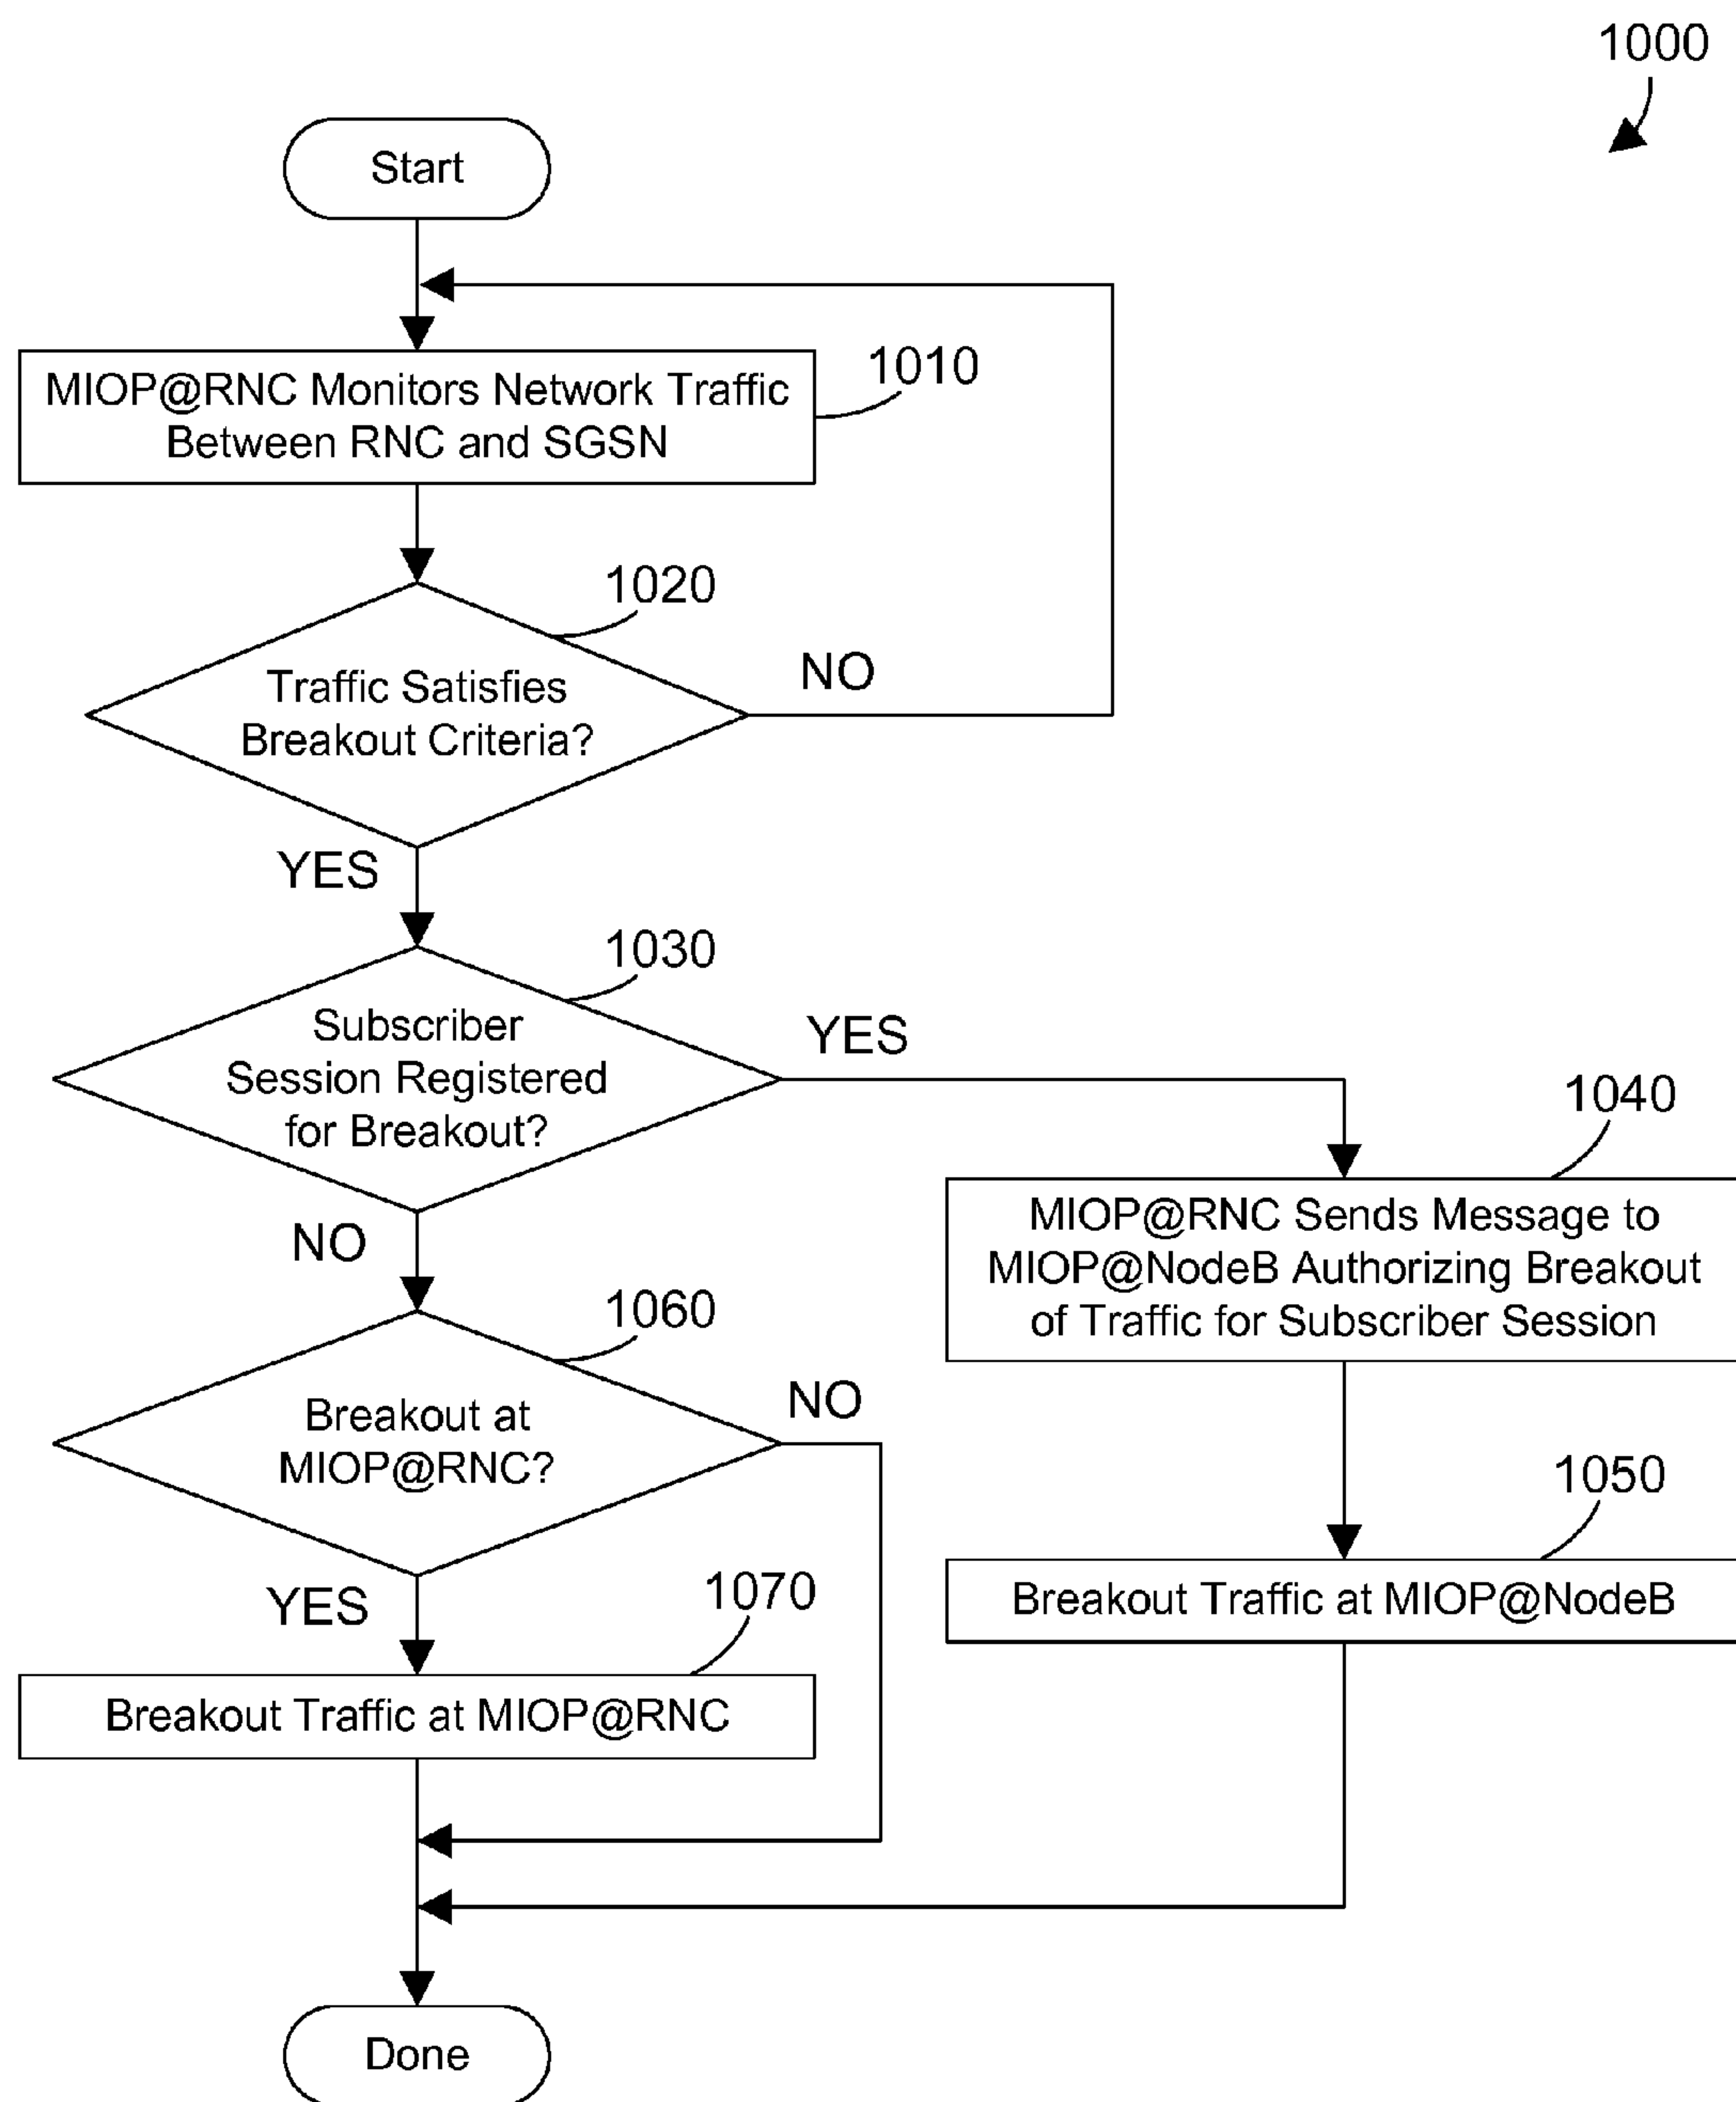 1000
Start
MIOP@RNC Monitors Network Traffic
Between RNC and SGSN
1010
1020
Traffic Satisfies
Breakout Criteria?
NO
YES
1030
Subscriber
Session Registered
for Breakout?
YES
NO
1040
MIOP@RNC Sends Message to
MIOP@NodeB Authorizing Breakout
of Traffic for Subscriber Session
1060
Breakout at
MIOP@RNC?
NO
YES
1050
Breakout Traffic at MIOP@NodeB
1070
Breakout Traffic at MIOP@RNC
Done